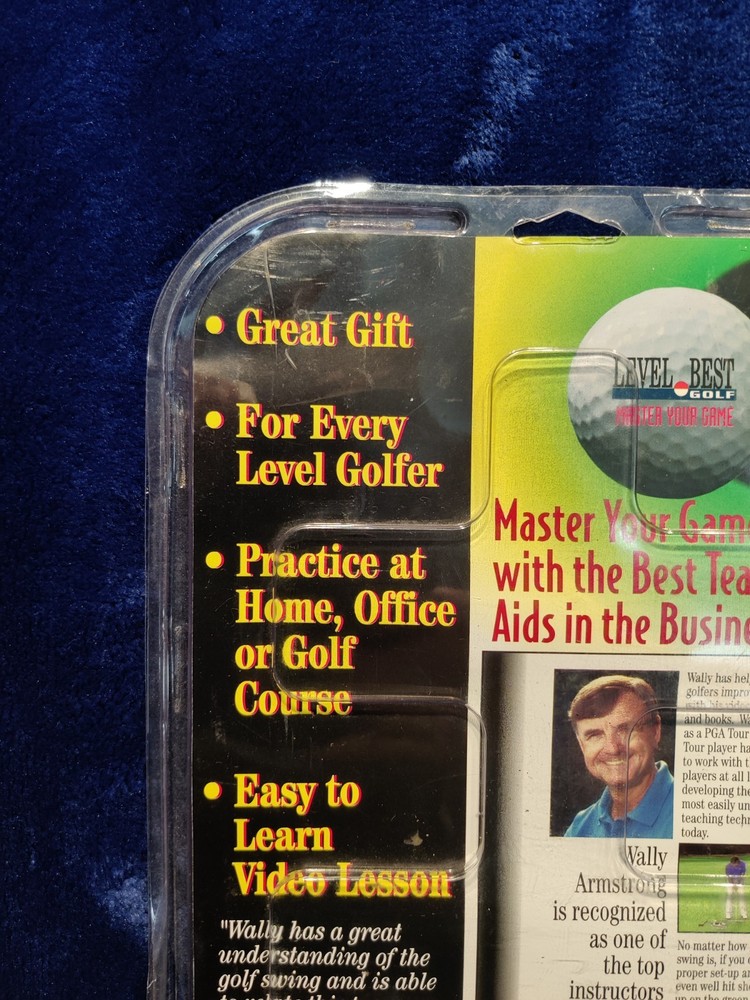 • Great Gift
• For Every
Level Golfer
• Practice at
Home, Office
or Golf
Course
• Easy to
Learn
Video Lesson
"Wally has a great
understanding of the
golf swing and is able
LEVEL BEST
GOLF
MASTER YOUR GAME
Master Your Game
with the Best Tea
Aids in the Busine
Wally has hel
golfers impro
and books. Wa
as a PGA Tour
Tour player ha
to work with t
players at all l
developing the
most easily un
teaching techn
today.
Wally
Armstrong
is recognized
as one of
the top
instructors
No matter how
swing is, if you d
proper set-up a
even well hit sh